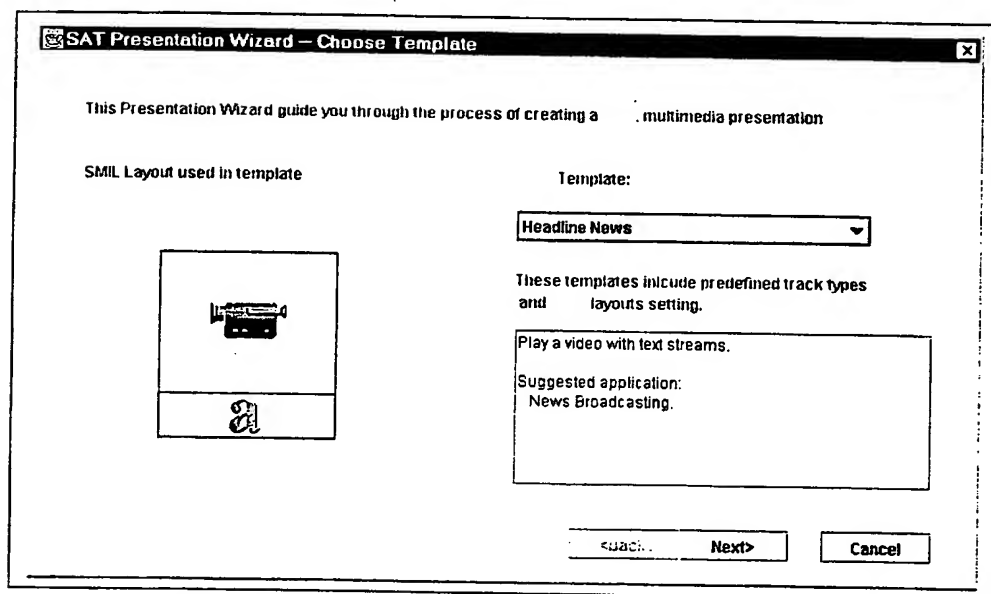 SAT Presentation Wizard – Choose Template
This Presentation Wizard guide you through the process of creating a . multimedia presentation
SMIL Layout used in template
Template:
Headline News
These templates inlcude predefined track types
and layouts setting.
Play a video with text streams.
Suggested application:
News Broadcasting.
a
Next>
Cancel